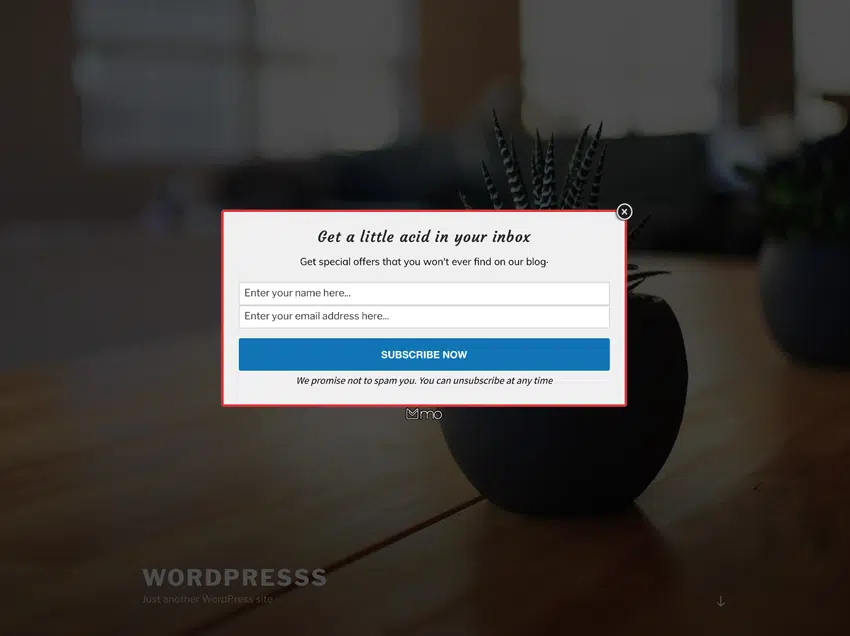 Get a little acid in your inbox
Get special offers that you won't ever find on our blog·
Enter your name here...
Enter your email address here...
SUBSCRIBE NOW
We promise not to spam you. You can unsubscribe at any time
mo
WORDPRESSS
Just another WordPress site